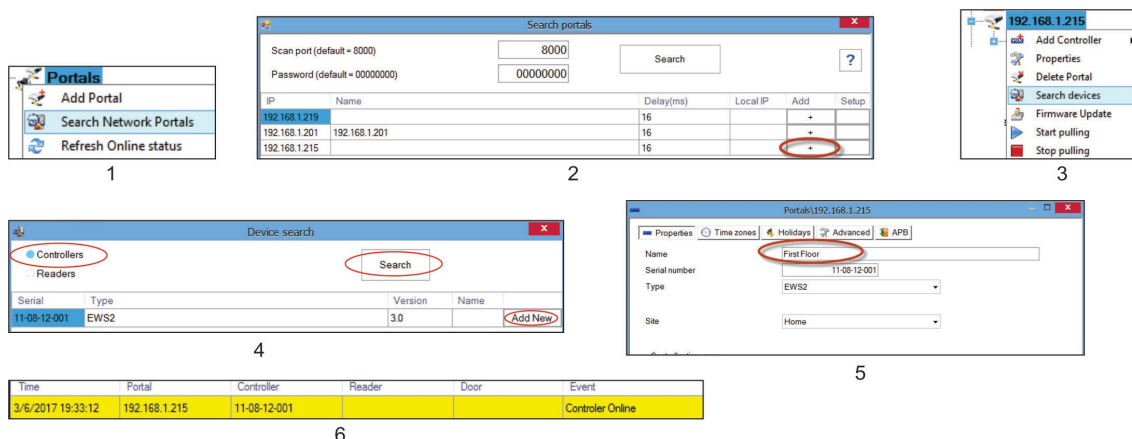 Portals
Add Portal
Search Network Portals
Refresh Online status
1
Search portals
x
Scan port (default = 8000)
8000
Search
?
Password (default = 00000000)
00000000
IP Name Delay(ms) Local IP Add Setup
192.168.1.219 16 +
192.168.1.201 192.168.1.201 16 +
192.168.1.215 16 +
2
192.168.1.215
Add Controller
Properties
Delete Portal
Search devices
Firmware Update
Start pulling
Stop pulling
3
Device search
x
Controllers
Search
Readers
Serial Type Version Name
11-08-12-001 EWS2 3.0 Add New
4
Portals\192.168.1.215
x
Properties Time zones Holidays Advanced APB
Name First Floor
Serial number 11-08-12-001
Type EWS2
Site Home
5
Time Portal Controller Reader Door Event
3/6/2017 19:33:12 192.168.1.215 11-08-12-001 Controler Online
6